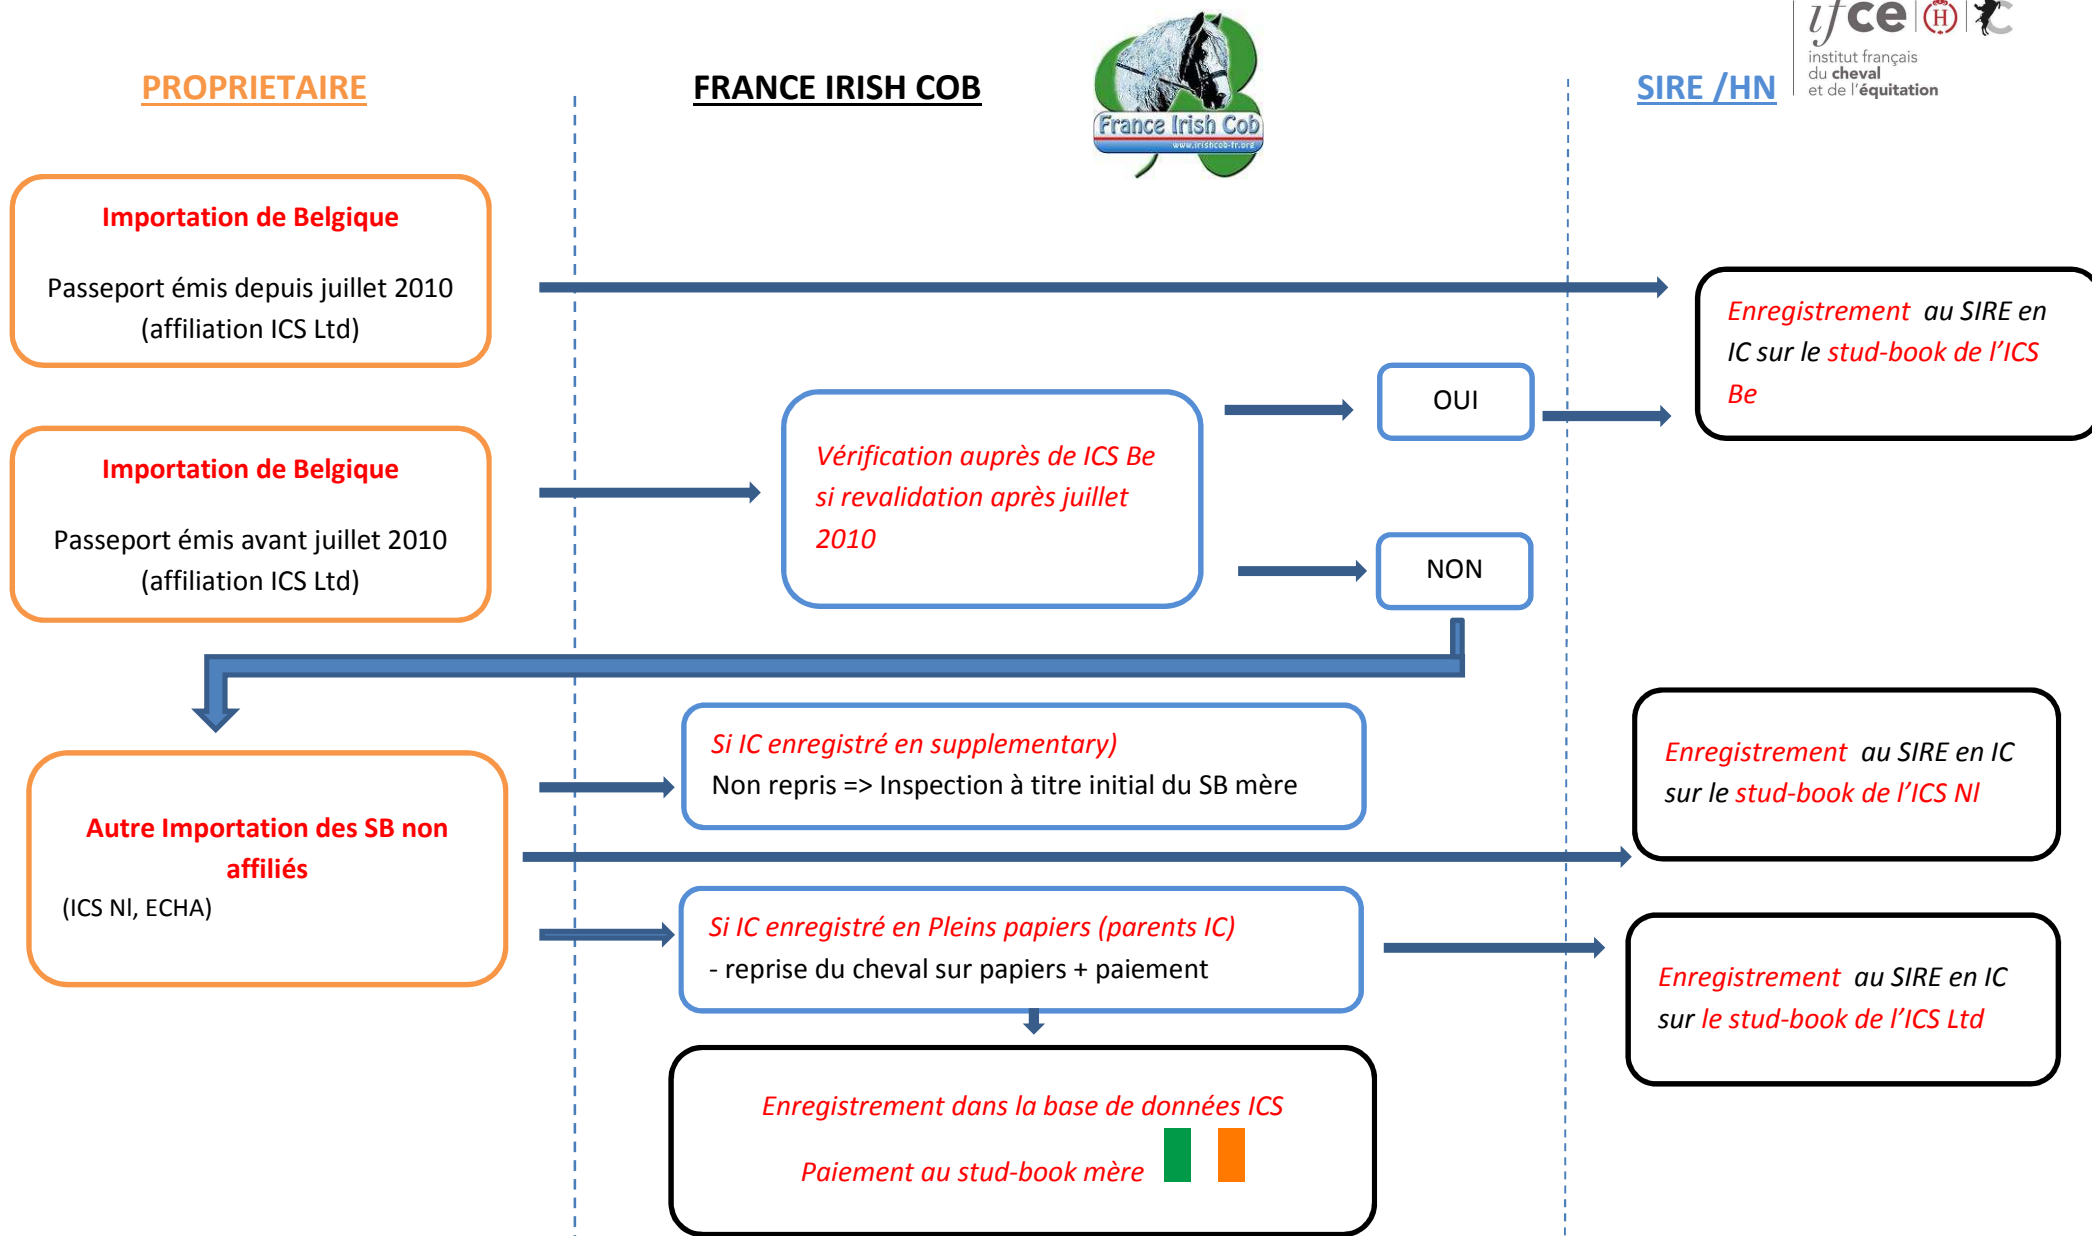 PROPRIETAIRE
FRANCE IRISH COB
France Irish Cob
www.irishcob-fr.org
SIRE /HN
ifce
institut français
du cheval
et de l'équitation
Importation de Belgique
Passeport émis depuis juillet 2010
(affiliation ICS Ltd)
Enregistrement au SIRE en
IC sur le stud-book de l’ICS
Be
Importation de Belgique
Passeport émis avant juillet 2010
(affiliation ICS Ltd)
Vérification auprès de ICS Be
si revalidation après juillet
2010
OUI
NON
Autre Importation des SB non
affiliés
(ICS Nl, ECHA)
Si IC enregistré en supplementary)
Non repris => Inspection à titre initial du SB mère
Enregistrement au SIRE en IC
sur le stud-book de l’ICS Nl
Si IC enregistré en Pleins papiers (parents IC)
- reprise du cheval sur papiers + paiement
Enregistrement au SIRE en IC
sur le stud-book de l’ICS Ltd
Enregistrement dans la base de données ICS
Paiement au stud-book mère